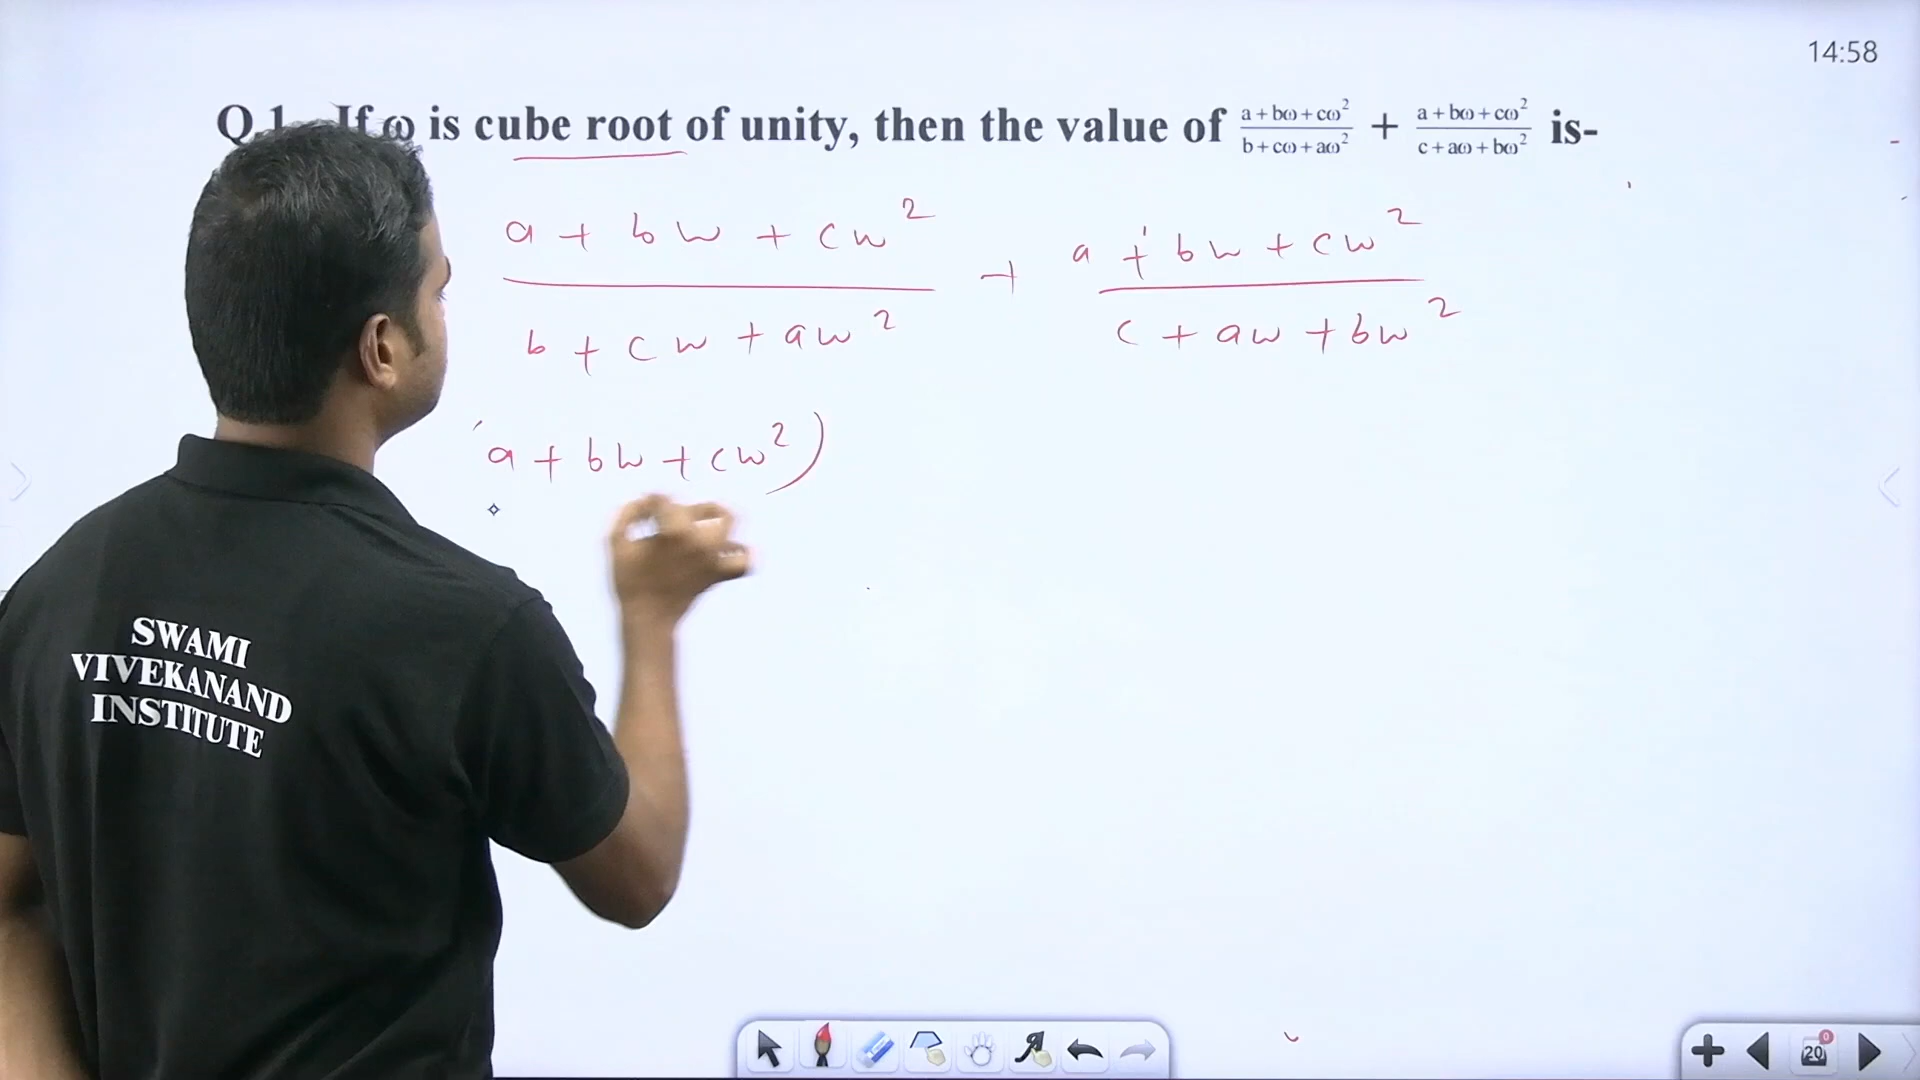 14:58
Q.1 If ω is cube root of unity, then the value of (a+bω+cω²)/(b+cω+aω²) + (a+bω+cω²)/(c+aω+bω²) is-
(a + bw + cw²)/(b + cw + aw²) + (a + bw + cw²)/(c + aw + bw²)
a + bw + cw²)
SWAMI
VIVEKANAND
INSTITUTE
20
0